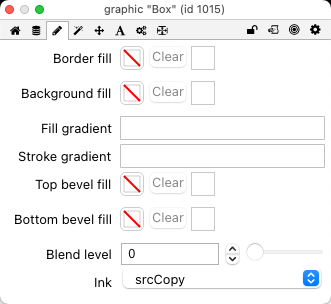 graphic "Box" (id 1015)
A
Border fill Clear
Background fill Clear
Fill gradient
Stroke gradient
Top bevel fill Clear
Bottom bevel fill Clear
Blend level 0
Ink srcCopy